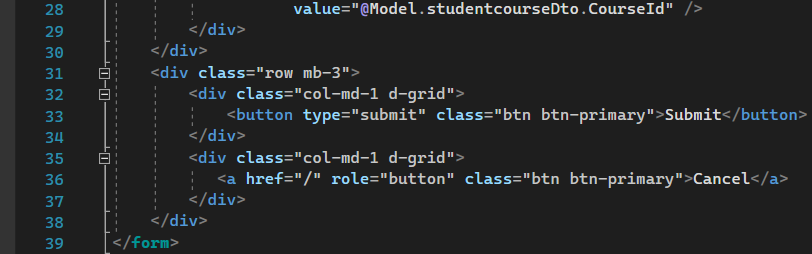 28 value="@Model.studentcourseDto.CourseId" />
29 </div>
30 </div>
31 <div class="row mb-3">
32 <div class="col-md-1 d-grid">
33 <button type="submit" class="btn btn-primary">Submit</button>
34 </div>
35 <div class="col-md-1 d-grid">
36 <a href="/" role="button" class="btn btn-primary">Cancel</a>
37 </div>
38 </div>
39 </form>